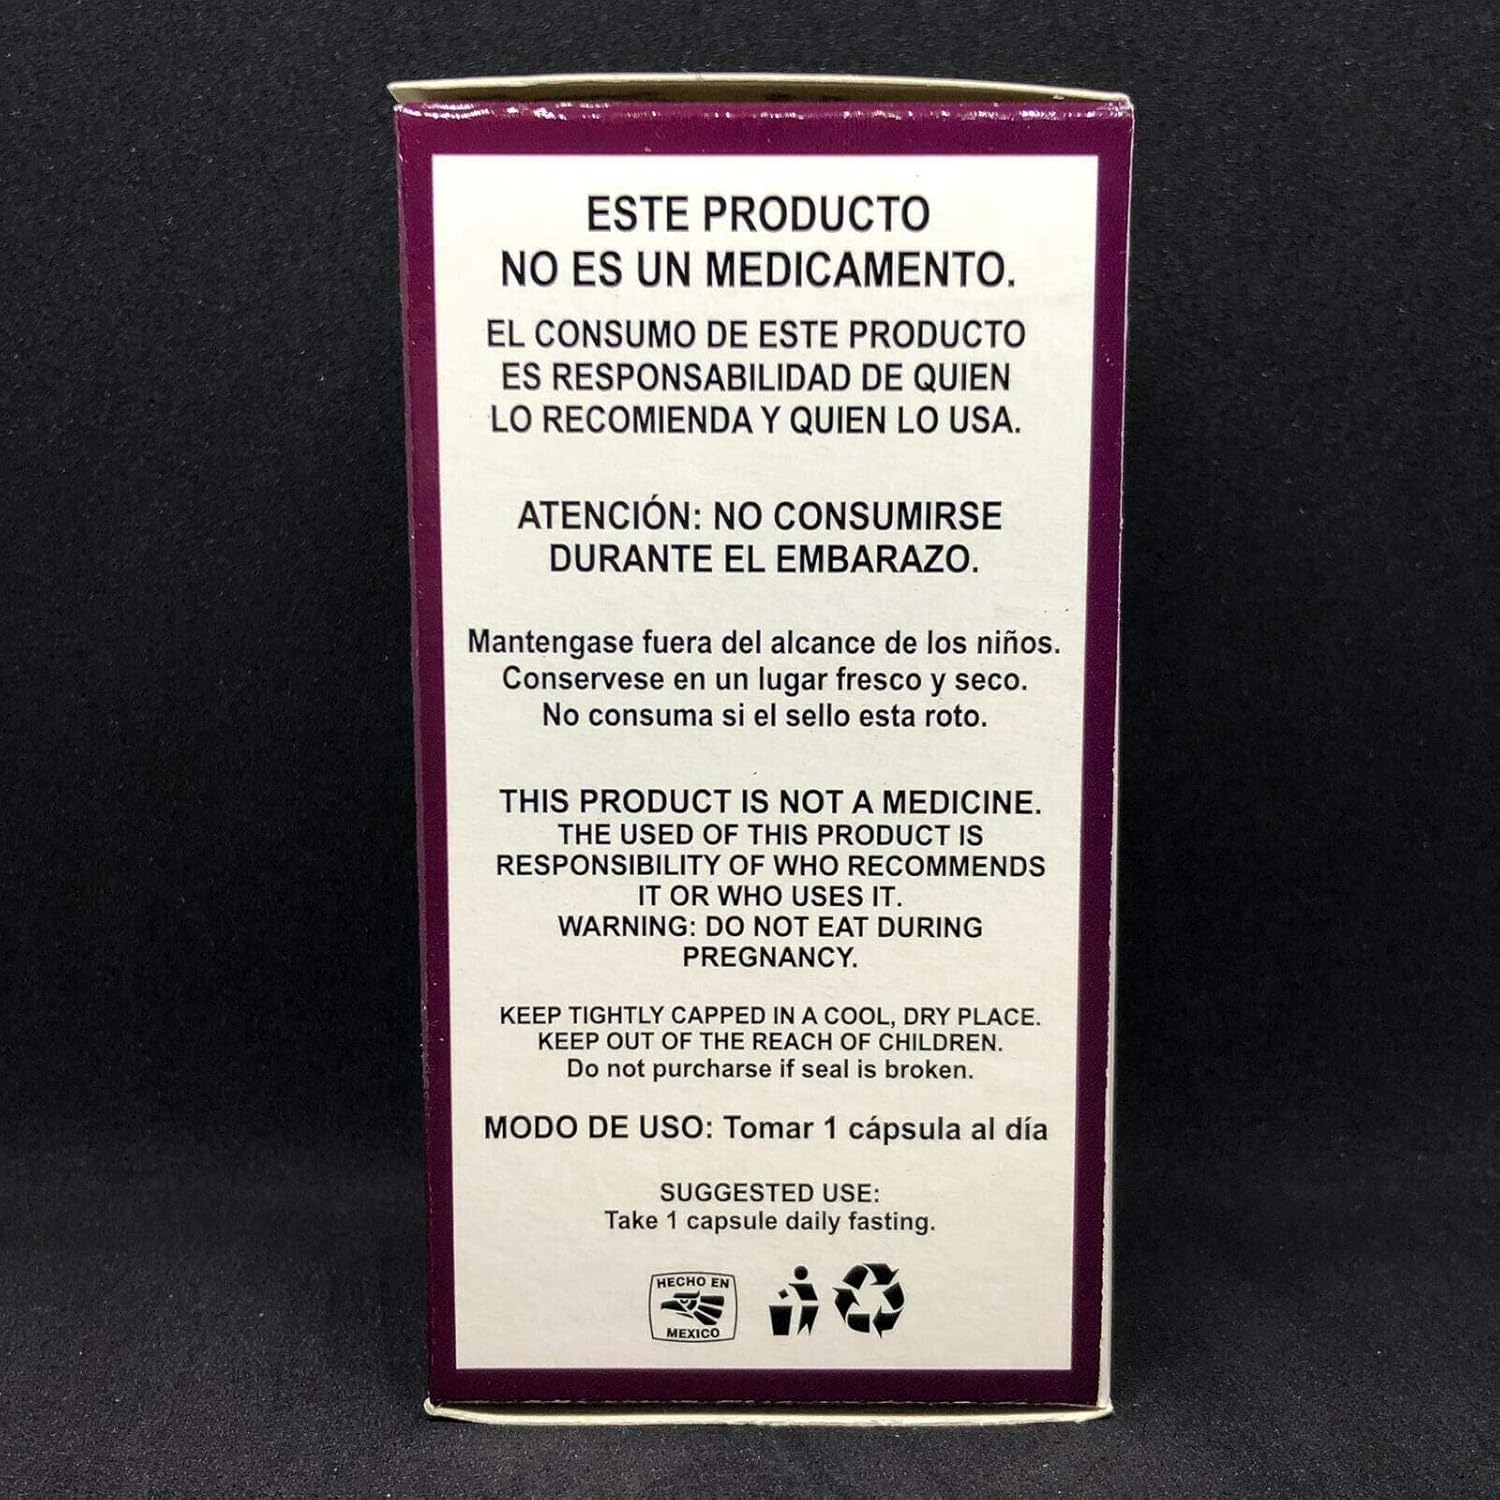 ESTE PRODUCTO
NO ES UN MEDICAMENTO.
EL CONSUMO DE ESTE PRODUCTO
ES RESPONSABILIDAD DE QUIEN
LO RECOMIENDA Y QUIEN LO USA.
ATENCIÓN: NO CONSUMIRSE
DURANTE EL EMBARAZO.
Mantengase fuera del alcance de los niños.
Conservese en un lugar fresco y seco.
No consuma si el sello esta roto.
THIS PRODUCT IS NOT A MEDICINE.
THE USED OF THIS PRODUCT IS
RESPONSIBILITY OF WHO RECOMMENDS
IT OR WHO USES IT.
WARNING: DO NOT EAT DURING
PREGNANCY.
KEEP TIGHTLY CAPPED IN A COOL, DRY PLACE.
KEEP OUT OF THE REACH OF CHILDREN.
Do not purcharse if seal is broken.
MODO DE USO: Tomar 1 cápsula al día
SUGGESTED USE:
Take 1 capsule daily fasting.
HECHO EN
MEXICO